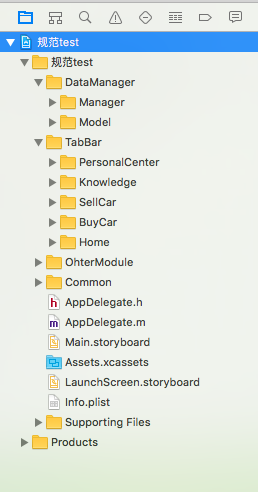 规范test
规范test
DataManager
Manager
Model
TabBar
PersonalCenter
Knowledge
SellCar
BuyCar
Home
OhterModule
Common
h AppDelegate.h
m AppDelegate.m
Main.storyboard
Assets.xcassets
LaunchScreen.storyboard
Info.plist
Supporting Files
Products